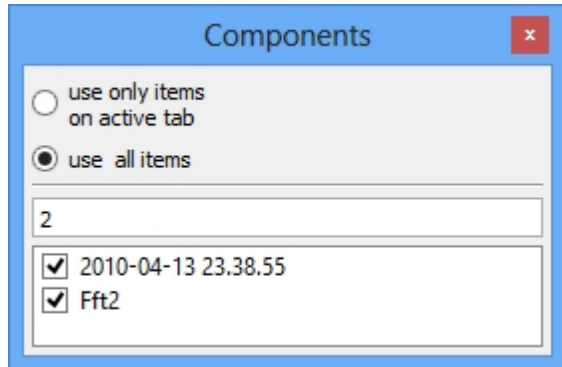 Components
x
use only items
on active tab
use all items
2
2010-04-13 23.38.55
Fft2